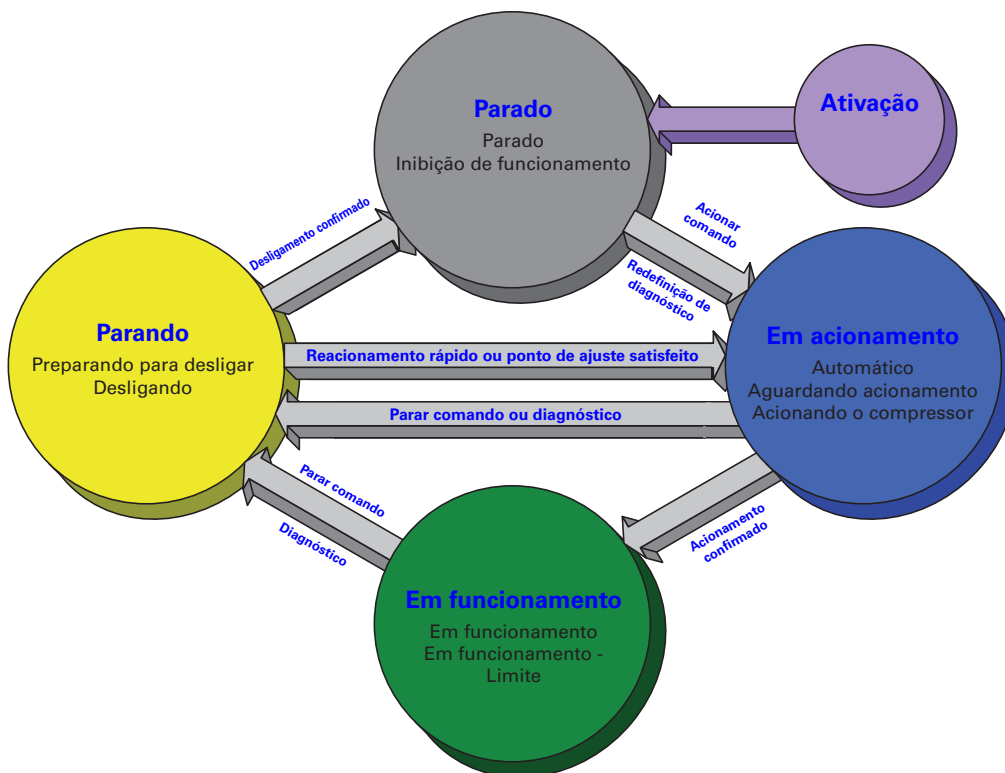 Parado
Parado
Inibição de funcionamento
Ativação
Desligamento confirmado
Acionar
comando
Redefinição de
diagnóstico
Parando
Preparando para desligar
Desligando
Reacionamento rápido ou ponto de ajuste satisfeito
Em acionamento
Automático
Aguardando acionamento
Acionando o compressor
Parar comando ou diagnóstico
Parar comando
Diagnóstico
Acionamento
confirmado
Em funcionamento
Em funcionamento
Em funcionamento -
Limite